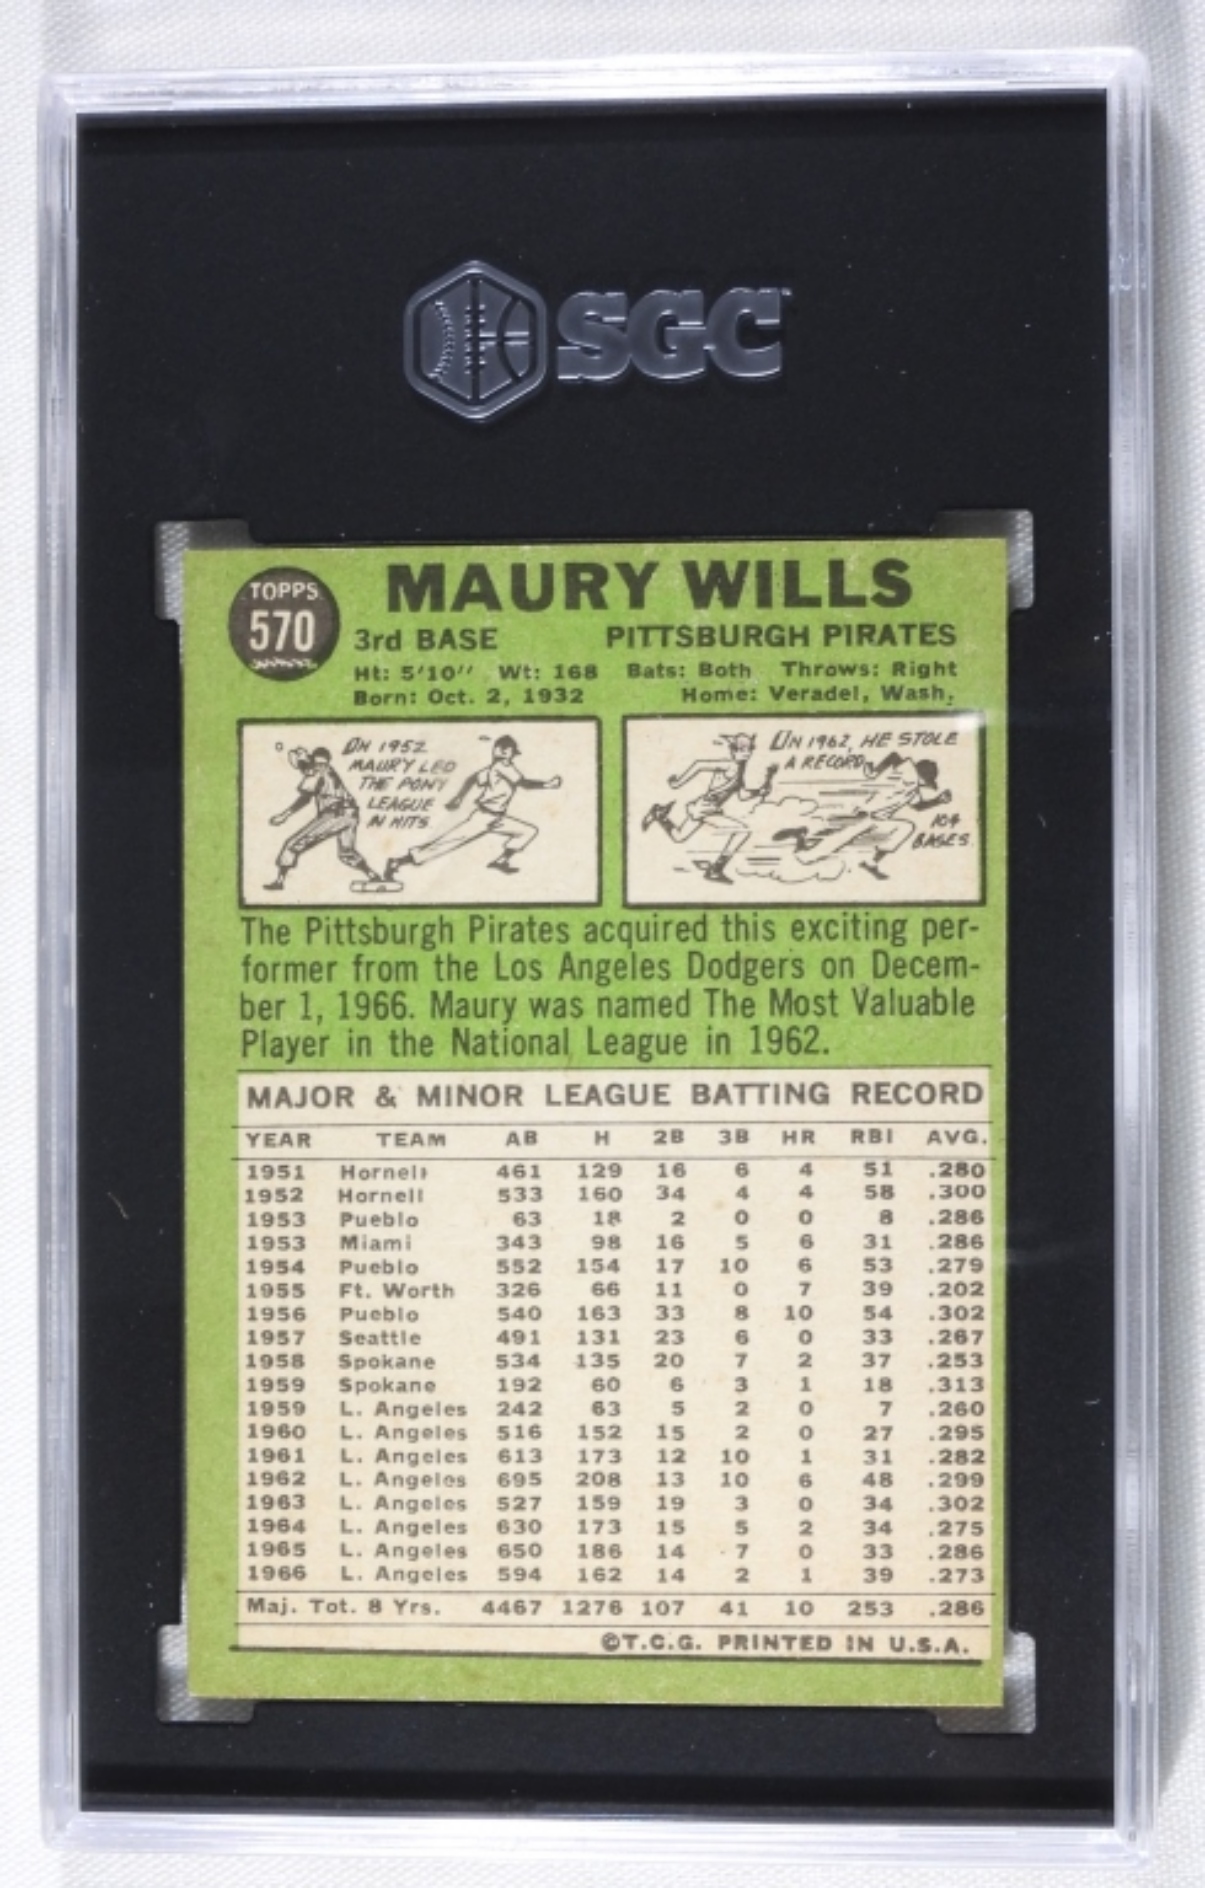 SGC
TOPPS
570
MAURY WILLS
3rd BASE PITTSBURGH PIRATES
Ht: 5'10" Wt: 168 Bats: Both Throws: Right
Born: Oct. 2, 1932 Home: Veradel, Wash.
IN 1952
MAURY LED
THE PONY
LEAGUE
IN HITS
IN 1962, HE STOLE
A RECORD
104
BASES.
The Pittsburgh Pirates acquired this exciting per-
former from the Los Angeles Dodgers on Decem-
ber 1, 1966. Maury was named The Most Valuable
Player in the National League in 1962.
MAJOR & MINOR LEAGUE BATTING RECORD
YEAR TEAM AB H 2B 3B HR RBI AVG.
1951 Hornell 461 129 16 6 4 51 .280
1952 Hornell 533 160 34 4 4 58 .300
1953 Pueblo 63 18 2 0 0 8 .286
1953 Miami 343 98 16 5 6 31 .286
1954 Pueblo 552 154 17 10 6 53 .279
1955 Ft. Worth 326 66 11 0 7 39 .202
1956 Pueblo 540 163 33 8 10 54 .302
1957 Seattle 491 131 23 6 0 33 .267
1958 Spokane 534 135 20 7 2 37 .253
1959 Spokane 192 60 6 3 1 18 .313
1959 L. Angeles 242 63 5 2 0 7 .260
1960 L. Angeles 516 152 15 2 0 27 .295
1961 L. Angeles 613 173 12 10 1 31 .282
1962 L. Angeles 695 208 13 10 6 48 .299
1963 L. Angeles 527 159 19 3 0 34 .302
1964 L. Angeles 630 173 15 5 2 34 .275
1965 L. Angeles 650 186 14 7 0 33 .286
1966 L. Angeles 594 162 14 2 1 39 .273
Maj. Tot. 8 Yrs. 4467 1276 107 41 10 253 .286
©T.C.G. PRINTED IN U.S.A.